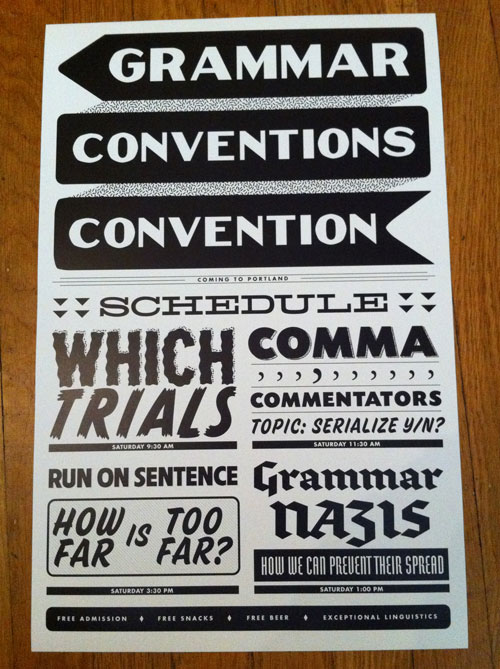 GRAMMAR
CONVENTIONS
CONVENTION
COMING TO PORTLAND
SCHEDULE
WHICH
TRIALS
SATURDAY 9:30 AM
COMMA
, , , , , , , , , ,
COMMENTATORS
TOPIC: SERIALIZE Y/N?
SATURDAY 11:30 AM
RUN ON SENTENCE
HOW FAR IS TOO FAR?
SATURDAY 3:30 PM
Grammar
NAZIS
HOW WE CAN PREVENT THEIR SPREAD
SATURDAY 1:00 PM
FREE ADMISSION ♦ FREE SNACKS ♦ FREE BEER ♦ EXCEPTIONAL LINGUISTICS